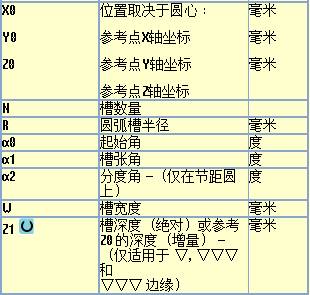 X0 位置取决于圆心： 毫米
Y0 参考点X轴坐标 毫米
Z0 参考点Y轴坐标 毫米
参考点Z轴坐标
N 槽数量
R 圆弧槽半径 毫米
α0 起始角 度
α1 槽张角 度
α2 分度角 -（仅在节距圆 度
上）
W 槽宽度 毫米
Z1 槽深度（绝对）或参考 毫米
Z0 的深度（增量） -
（仅适用于 ▽, ▽▽▽
和
▽▽▽ 边缘）